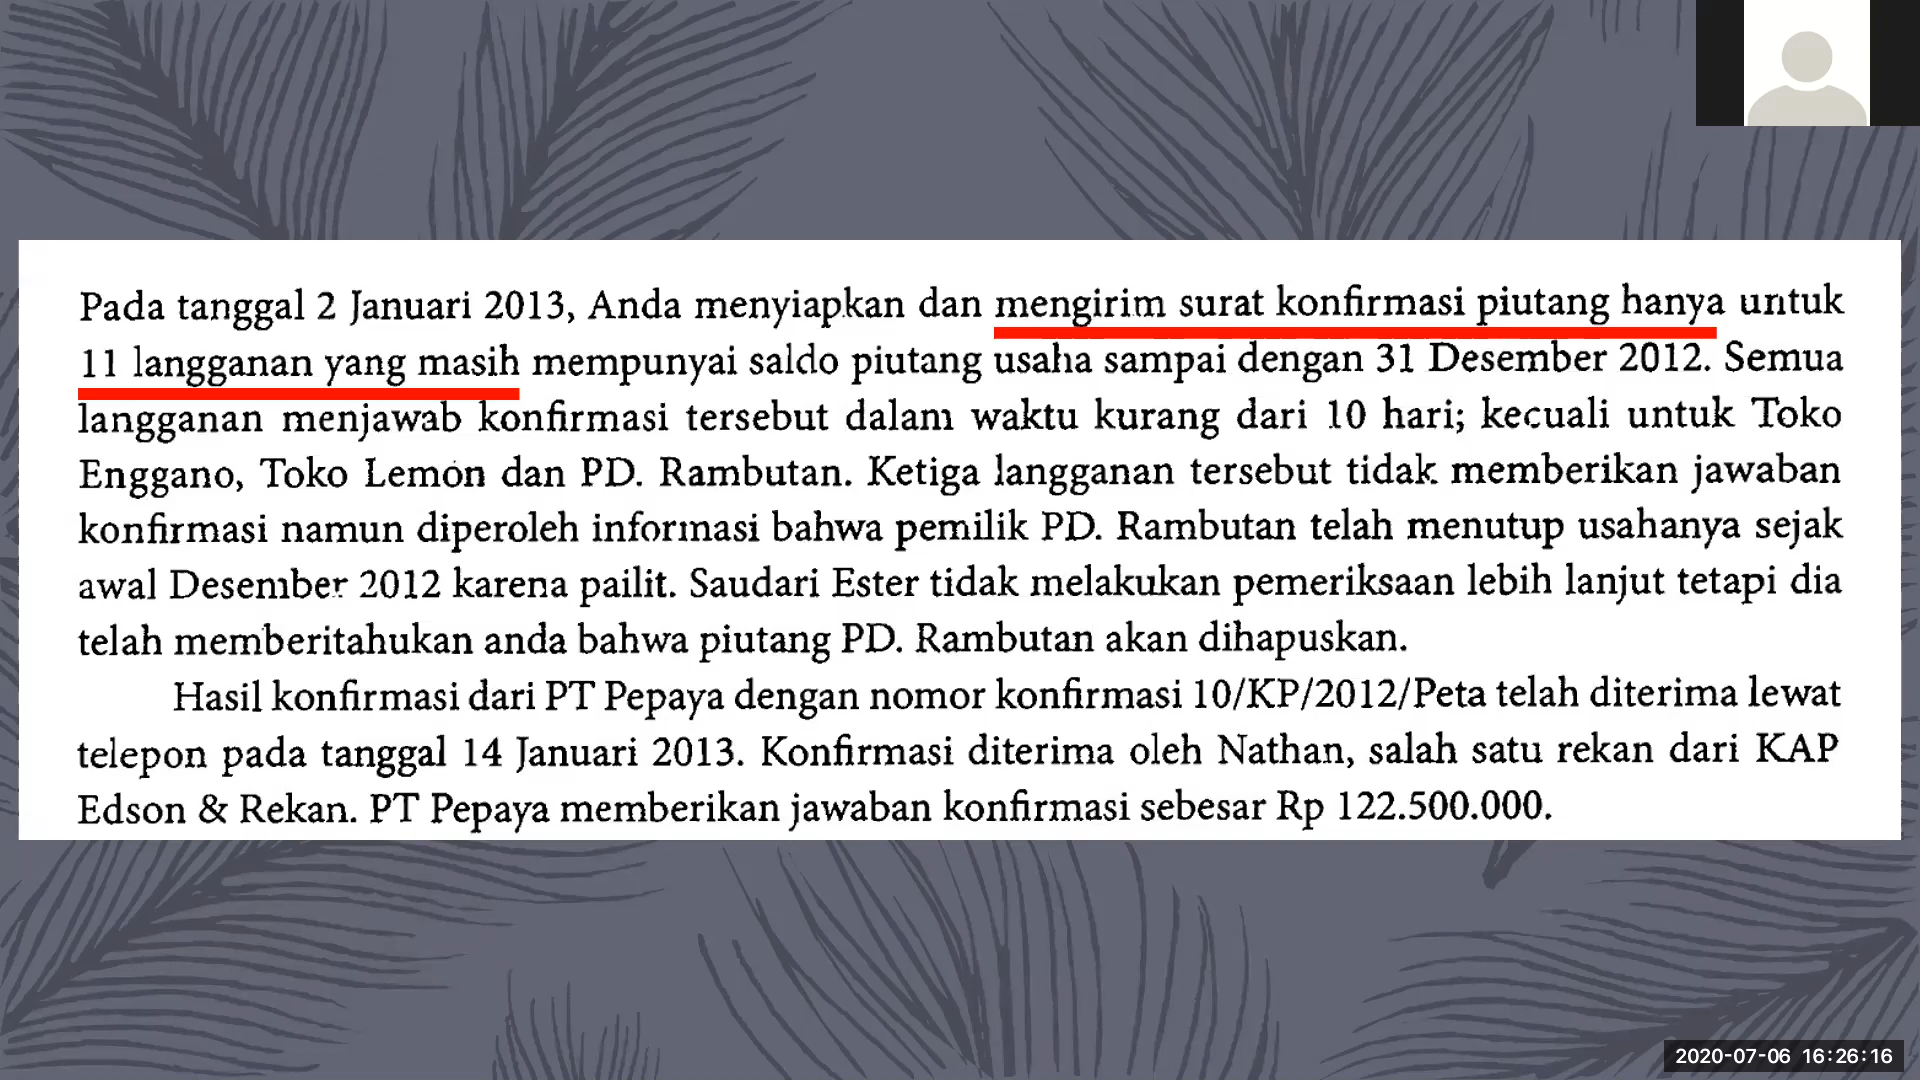 Pada tanggal 2 Januari 2013, Anda menyiapkan dan mengirim surat konfirmasi piutang hanya untuk
11 langganan yang masih mempunyai saldo piutang usaha sampai dengan 31 Desember 2012. Semua
langganan menjawab konfirmasi tersebut dalam waktu kurang dari 10 hari; kecuali untuk Toko
Enggano, Toko Lemon dan PD. Rambutan. Ketiga langganan tersebut tidak memberikan jawaban
konfirmasi namun diperoleh informasi bahwa pemilik PD. Rambutan telah menutup usahanya sejak
awal Desember 2012 karena pailit. Saudari Ester tidak melakukan pemeriksaan lebih lanjut tetapi dia
telah memberitahukan anda bahwa piutang PD. Rambutan akan dihapuskan.
Hasil konfirmasi dari PT Pepaya dengan nomor konfirmasi 10/KP/2012/Peta telah diterima lewat
telepon pada tanggal 14 Januari 2013. Konfirmasi diterima oleh Nathan, salah satu rekan dari KAP
Edson & Rekan. PT Pepaya memberikan jawaban konfirmasi sebesar Rp 122.500.000.
2020-07-06 16:26:16